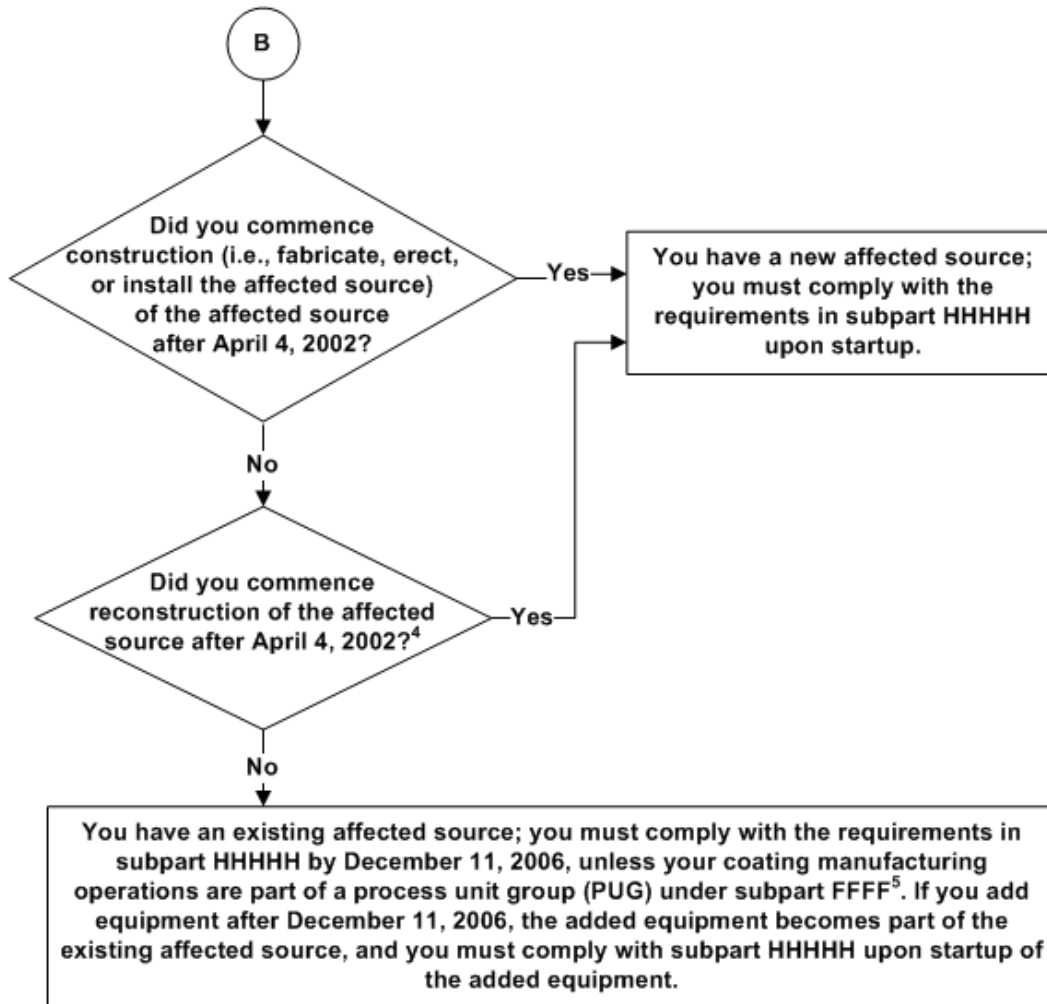 B
Did you commence
construction (i.e., fabricate, erect,
or install the affected source)
of the affected source
after April 4, 2002?
Yes
You have a new affected source;
you must comply with the
requirements in subpart HHHHH
upon startup.
No
Did you commence
reconstruction of the affected
source after April 4, 2002?⁴
Yes
No
You have an existing affected source; you must comply with the requirements in
subpart HHHHH by December 11, 2006, unless your coating manufacturing
operations are part of a process unit group (PUG) under subpart FFFF⁵. If you add
equipment after December 11, 2006, the added equipment becomes part of the
existing affected source, and you must comply with subpart HHHHH upon startup of
the added equipment.